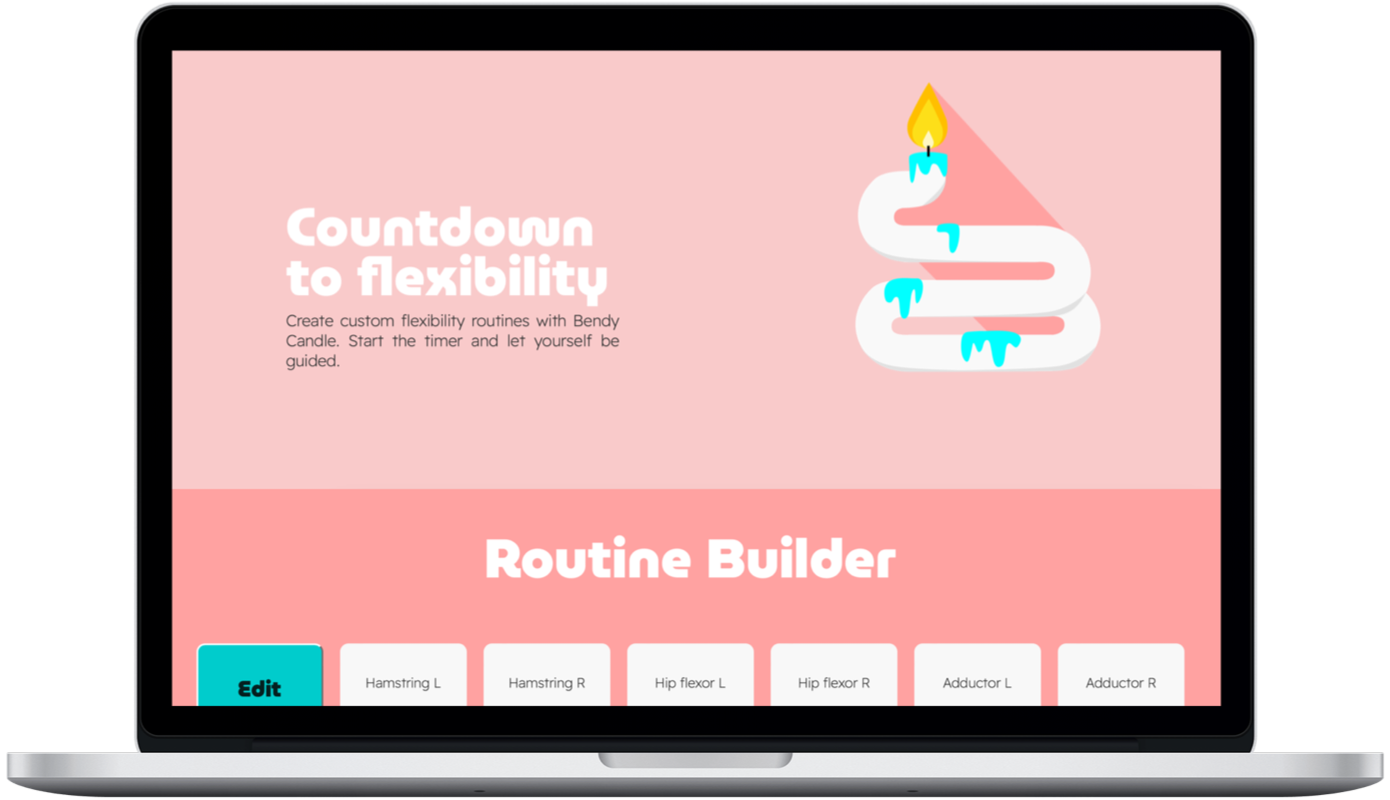 Countdown
to flexibility
Create custom flexibility routines with Bendy
Candle. Start the timer and let yourself be
guided.
Routine Builder
Edit
Hamstring L
Hamstring R
Hip flexor L
Hip flexor R
Adductor L
Adductor R